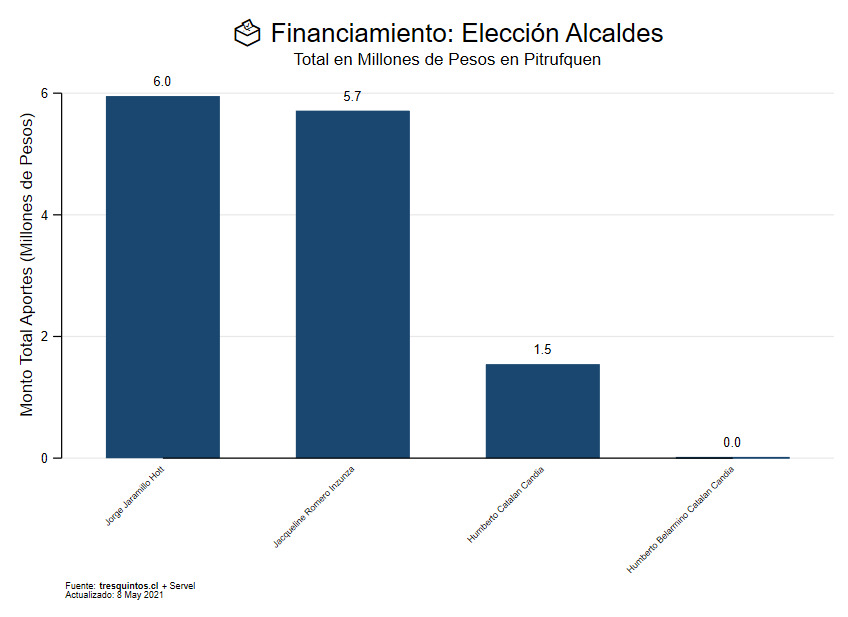 Financiamiento: Elección Alcaldes
Total en Millones de Pesos en Pitrufquen
Monto Total Aportes (Millones de Pesos)
6
4
2
0
6.0
5.7
1.5
0.0
Jorge Jaramillo Hott
Jacqueline Romero Inzunza
Humberto Catalan Candia
Humberto Belarmino Catalan Candia
Fuente: tresquintos.cl + Servel
Actualizado: 8 May 2021